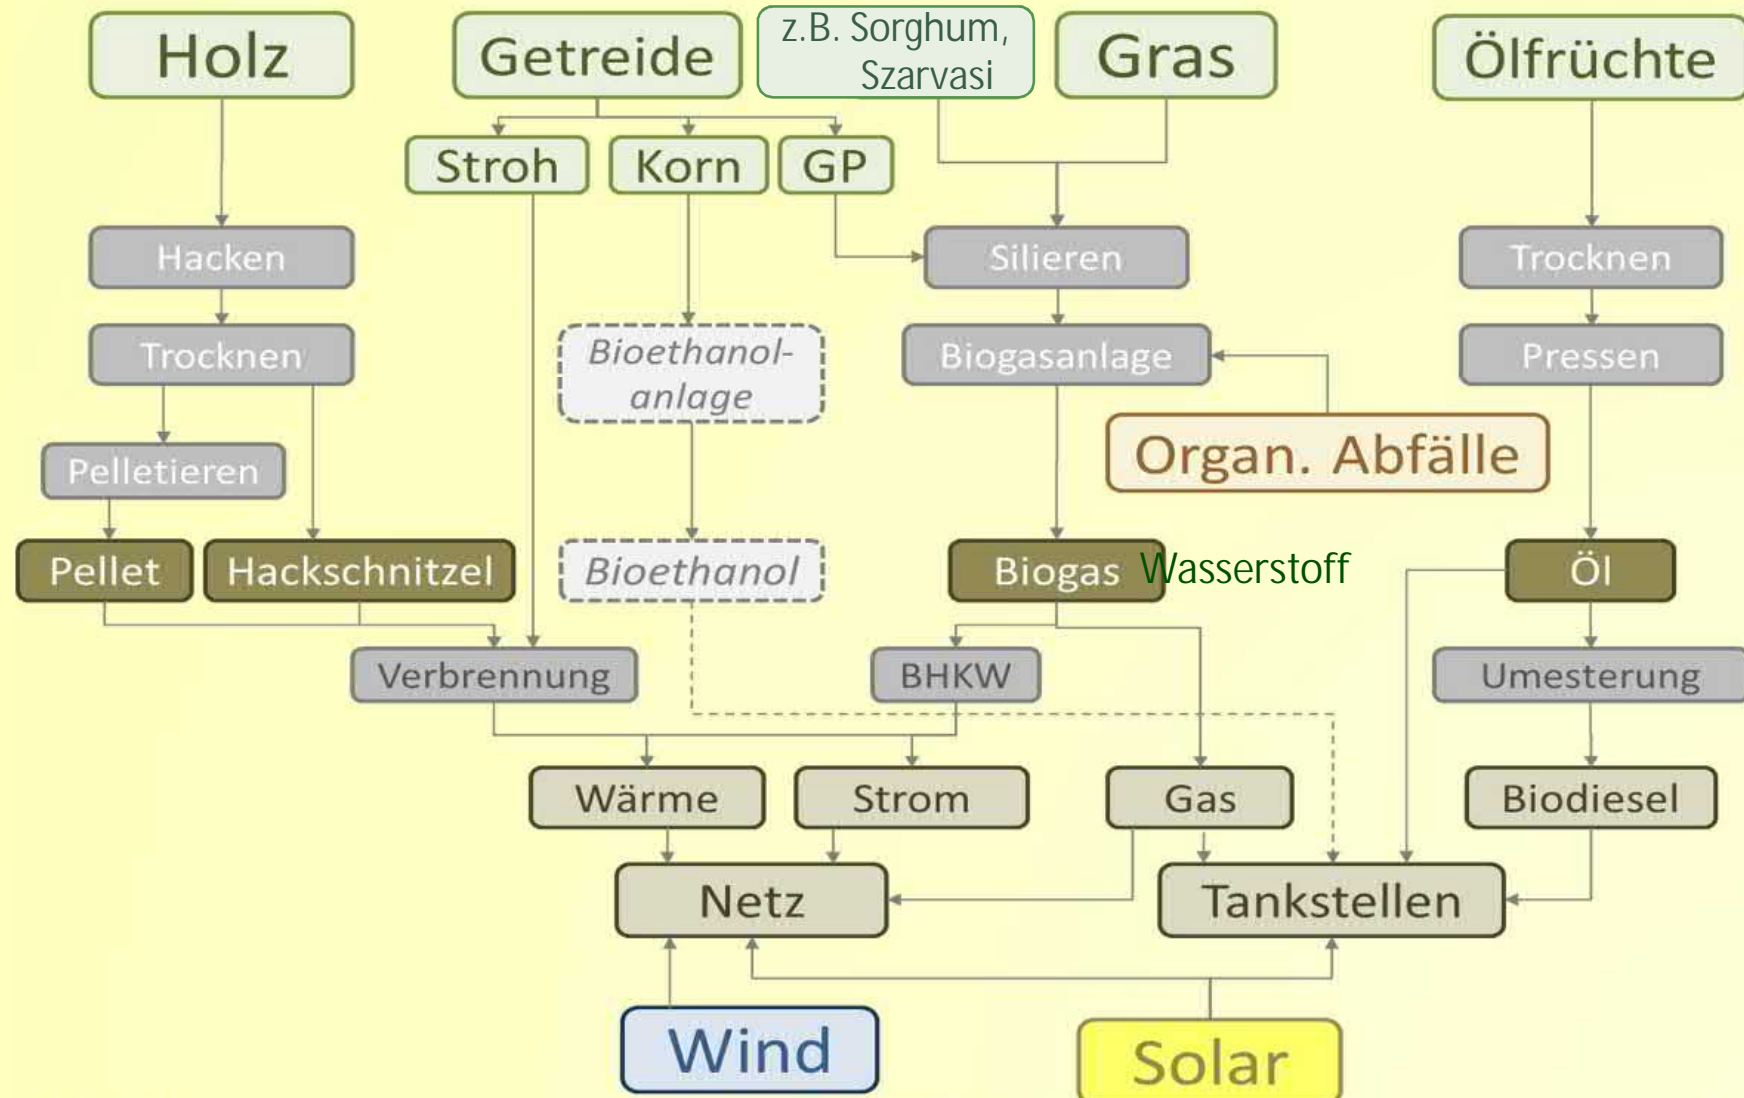 Holz
Getreide
z.B. Sorghum,
Szarvasi
Gras
Ölfrüchte
Stroh
Korn
GP
Hacken
Silieren
Trocknen
Trocknen
Bioethanol-
anlage
Biogasanlage
Pressen
Pelletieren
Organ. Abfälle
Pellet
Hackschnitzel
Bioethanol
Biogas
Wasserstoff
Öl
Verbrennung
BHKW
Umesterung
Wärme
Strom
Gas
Biodiesel
Netz
Tankstellen
Wind
Solar